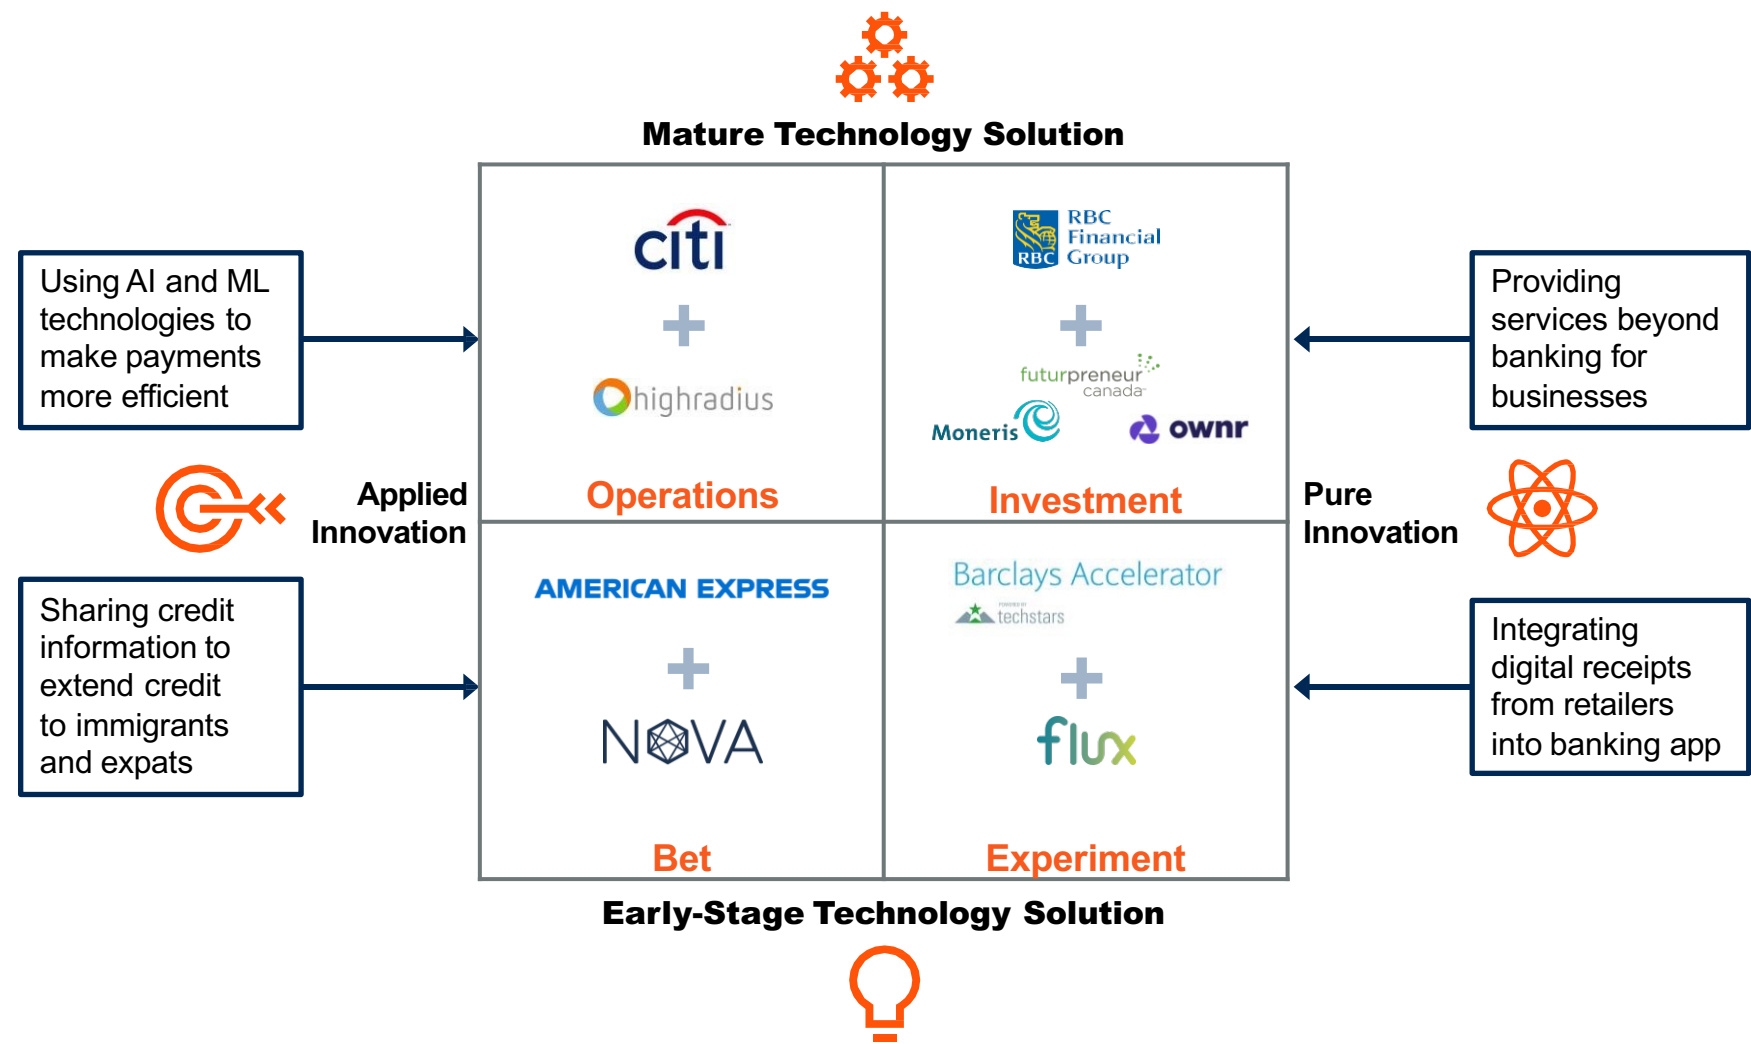 Mature Technology Solution
Using AI and ML
technologies to
make payments
more efficient
citi
highradius
Operations
RBC
RBC
Financial
Group
futurpreneur
canada
Moneris
ownr
Investment
Providing
services beyond
banking for
businesses
Applied
Innovation
Pure
Innovation
Sharing credit
information to
extend credit
to immigrants
and expats
AMERICAN EXPRESS
NOVA
Bet
Barclays Accelerator
POWERED BY
techstars
flux
Experiment
Integrating
digital receipts
from retailers
into banking app
Early-Stage Technology Solution